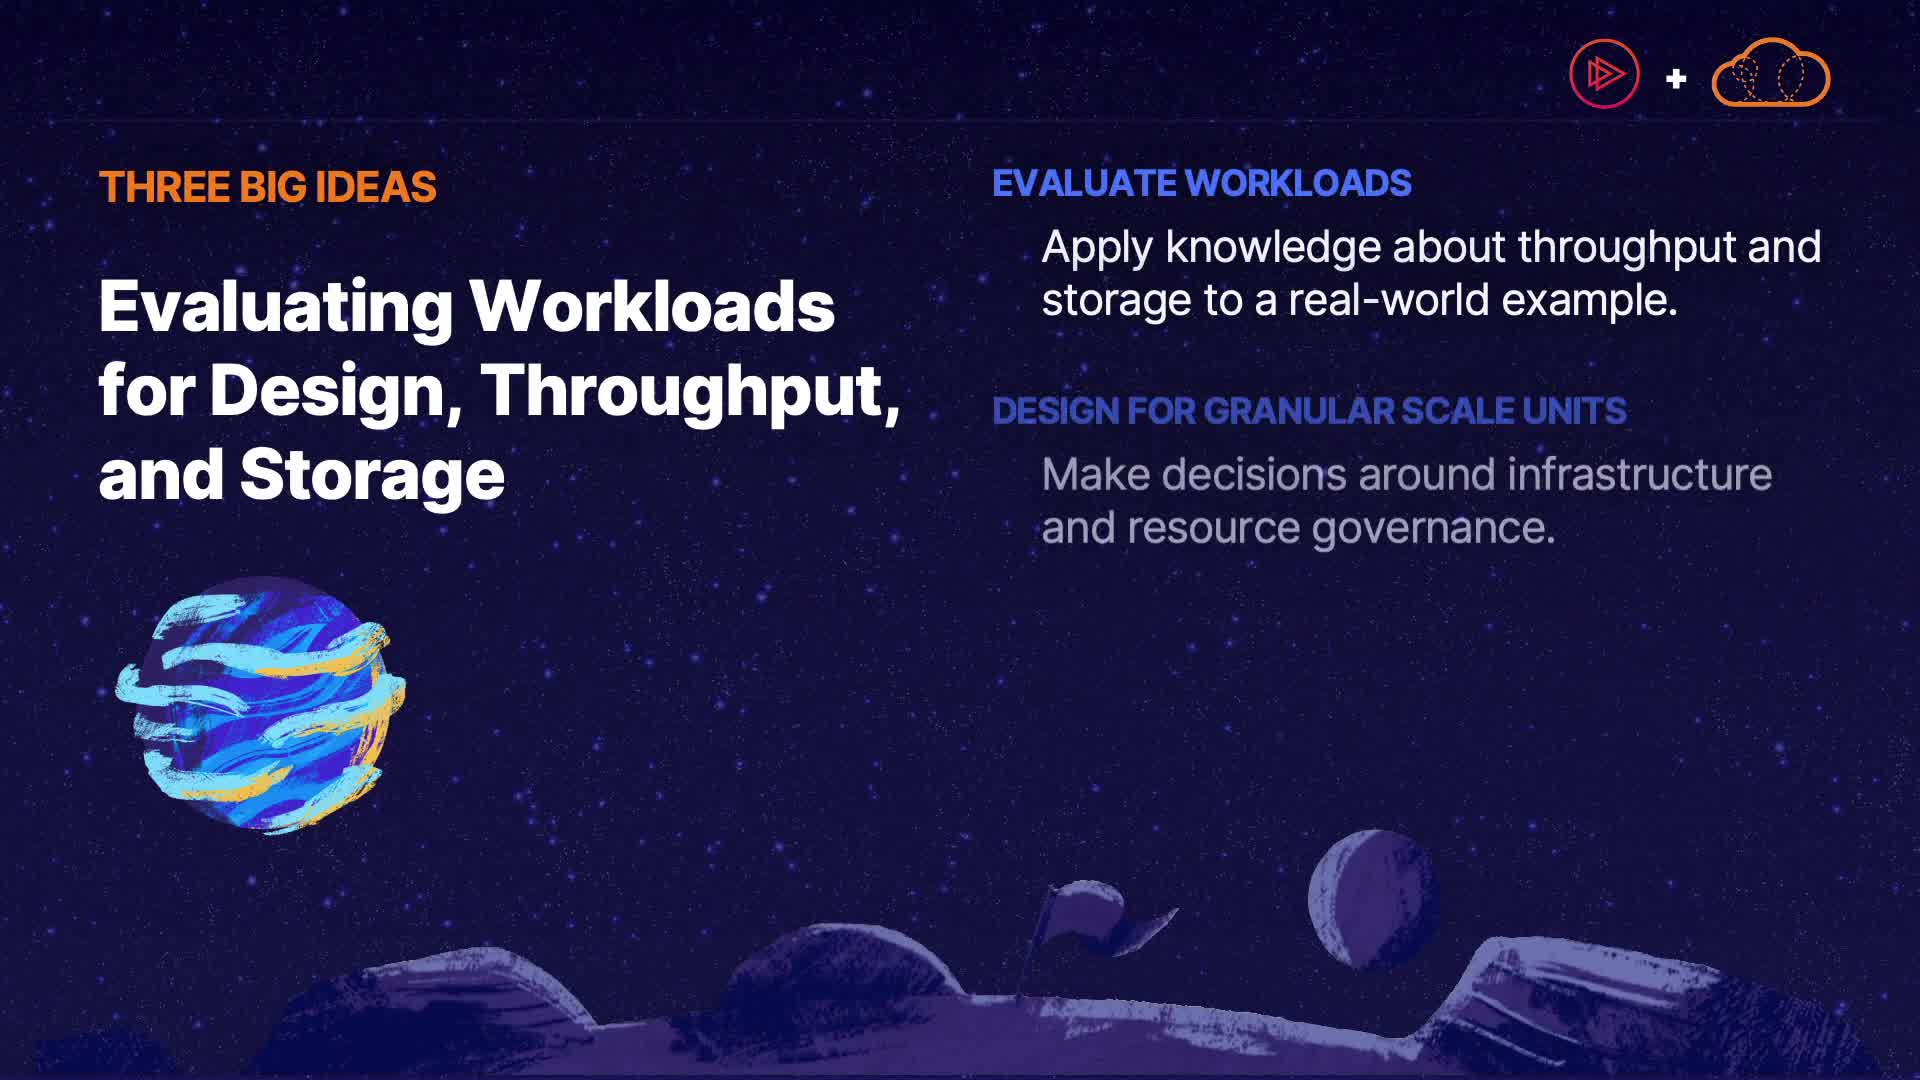 THREE BIG IDEAS
Evaluating Workloads
for Design, Throughput,
and Storage
EVALUATE WORKLOADS
Apply knowledge about throughput and
storage to a real-world example.
DESIGN FOR GRANULAR SCALE UNITS
Make decisions around infrastructure
and resource governance.
+